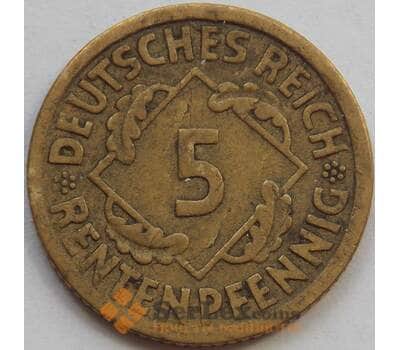 DEUTSCHES REICH
5
RENTENPFENNIG